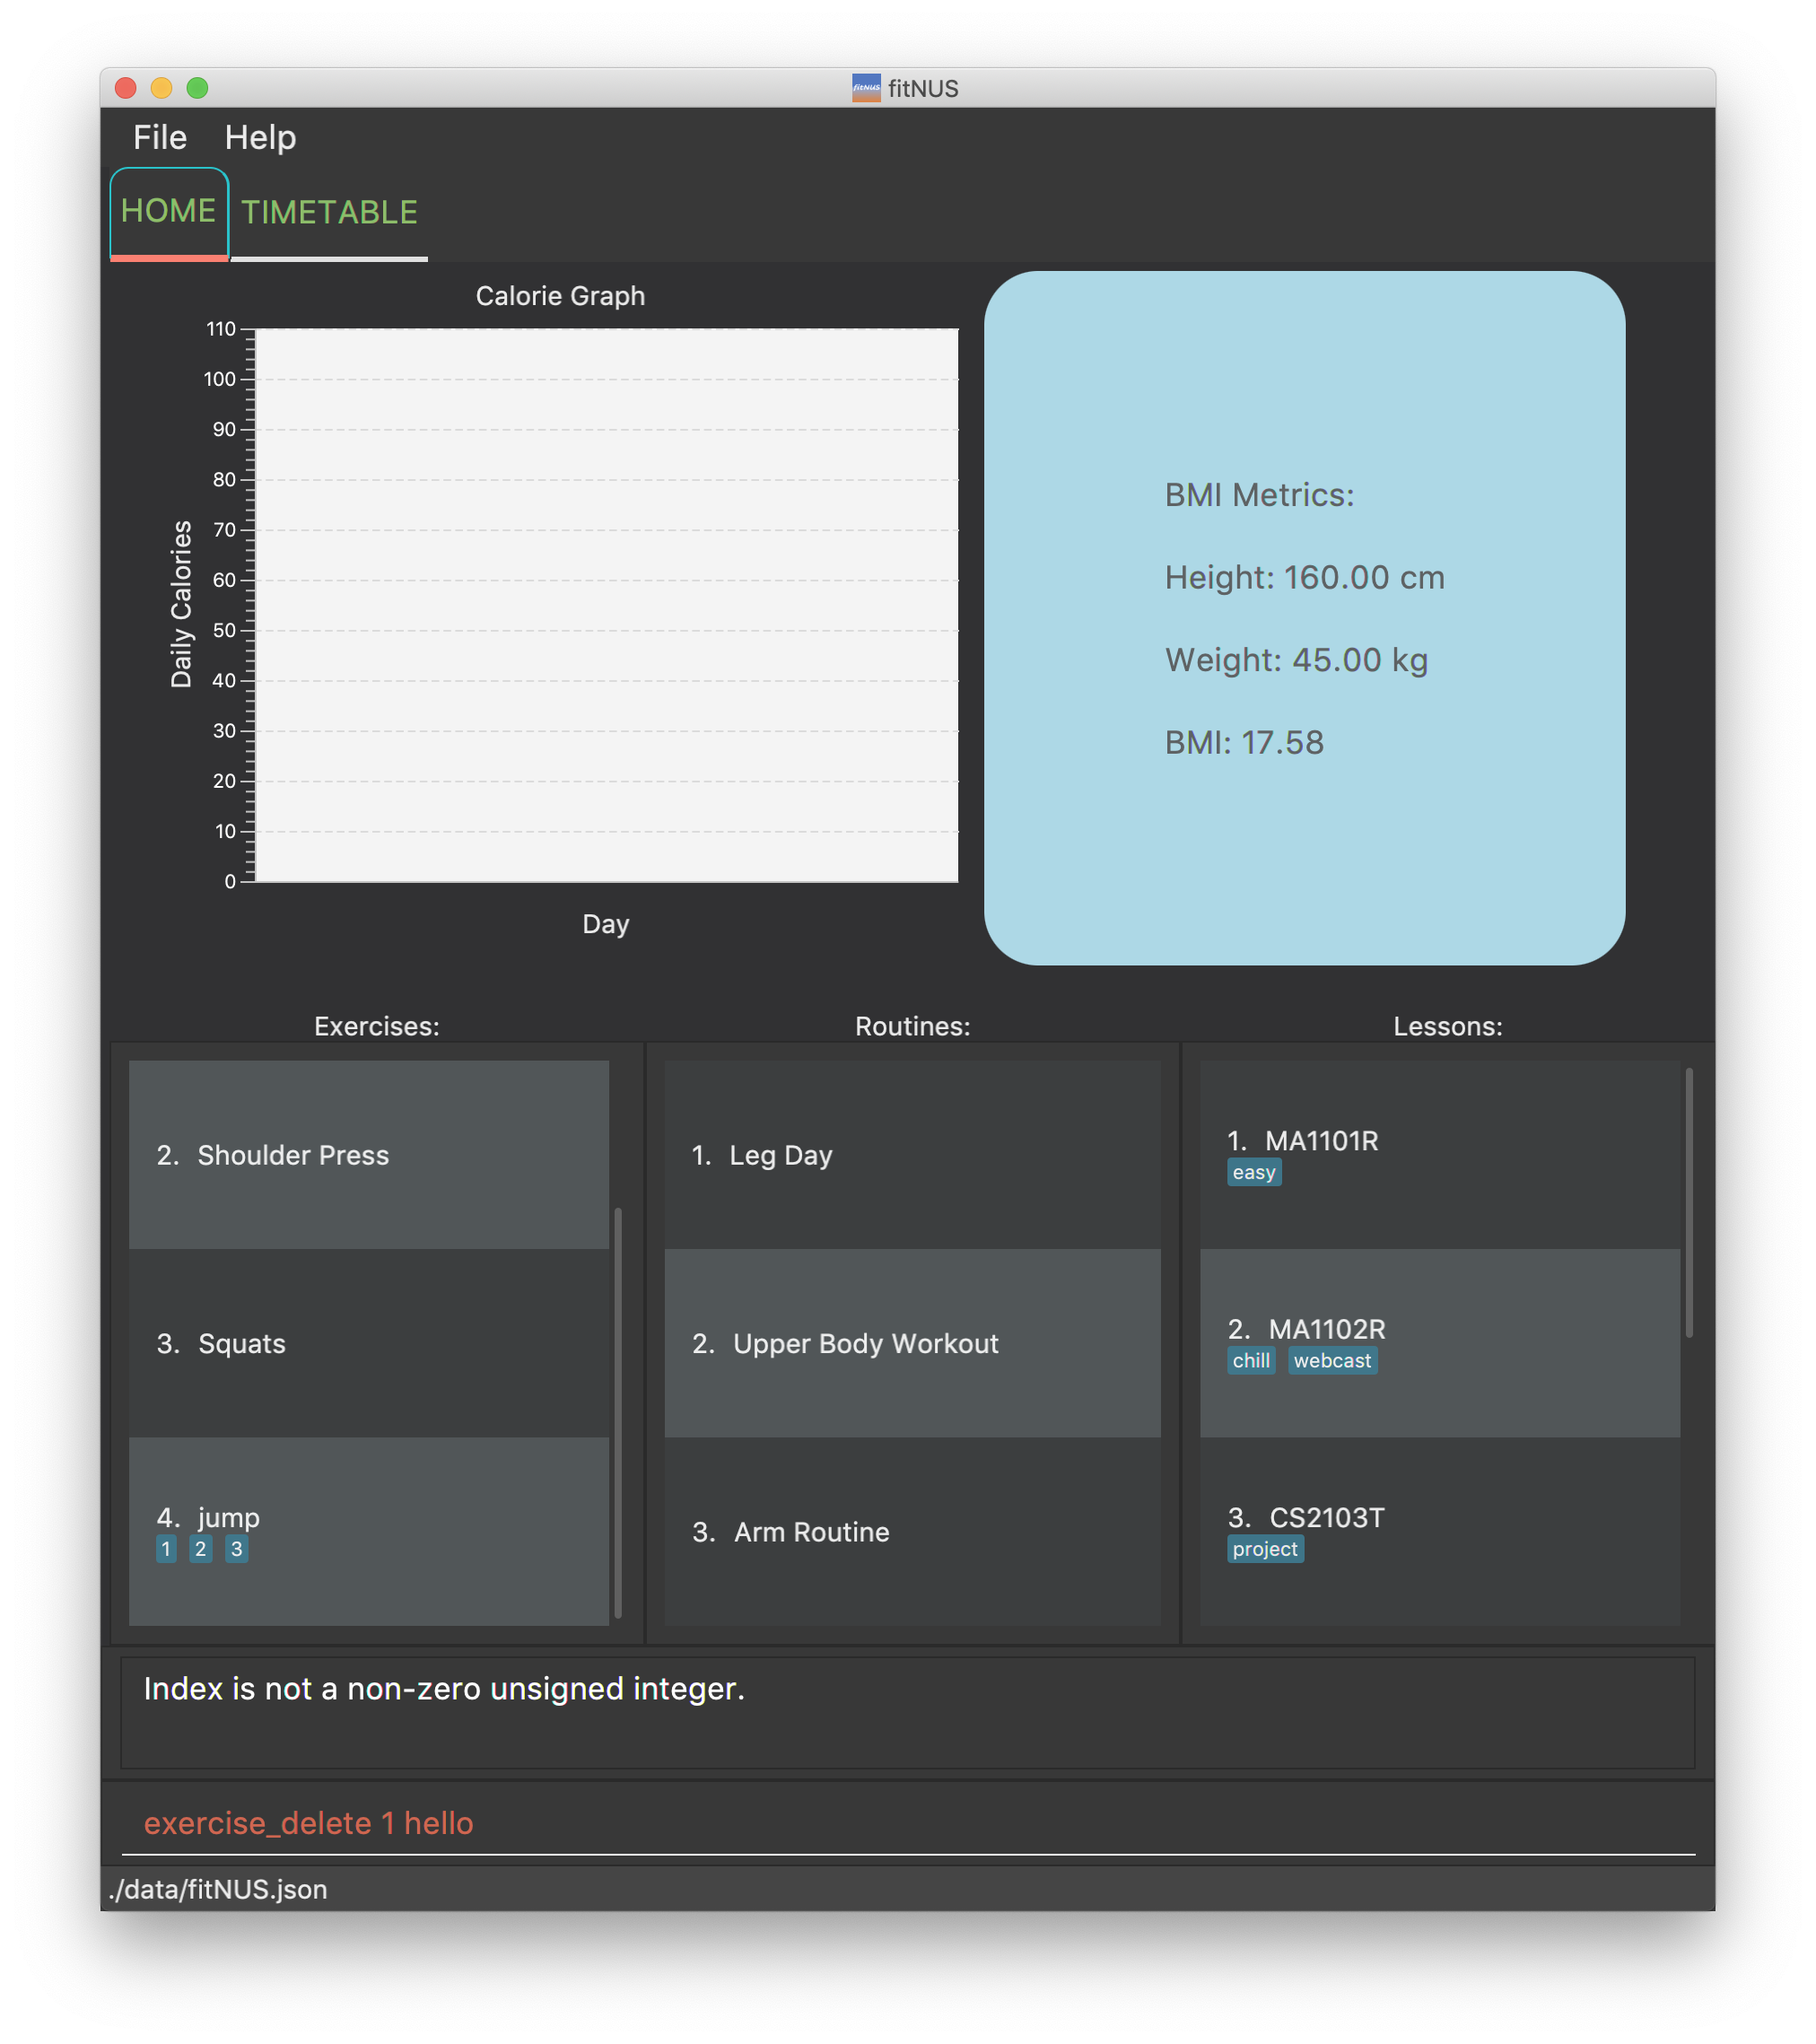 fitNUS fitNUS
File Help
HOME TIMETABLE
Calorie Graph
110
100
90
80
70
60
50
40
30
20
10
0
Daily Calories
Day
BMI Metrics:
Height: 160.00 cm
Weight: 45.00 kg
BMI: 17.58
Exercises:
2. Shoulder Press
3. Squats
4. jump
1 2 3
Routines:
1. Leg Day
2. Upper Body Workout
3. Arm Routine
Lessons:
1. MA1101R
easy
2. MA1102R
chill webcast
3. CS2103T
project
Index is not a non-zero unsigned integer.
exercise_delete 1 hello
./data/fitNUS.json